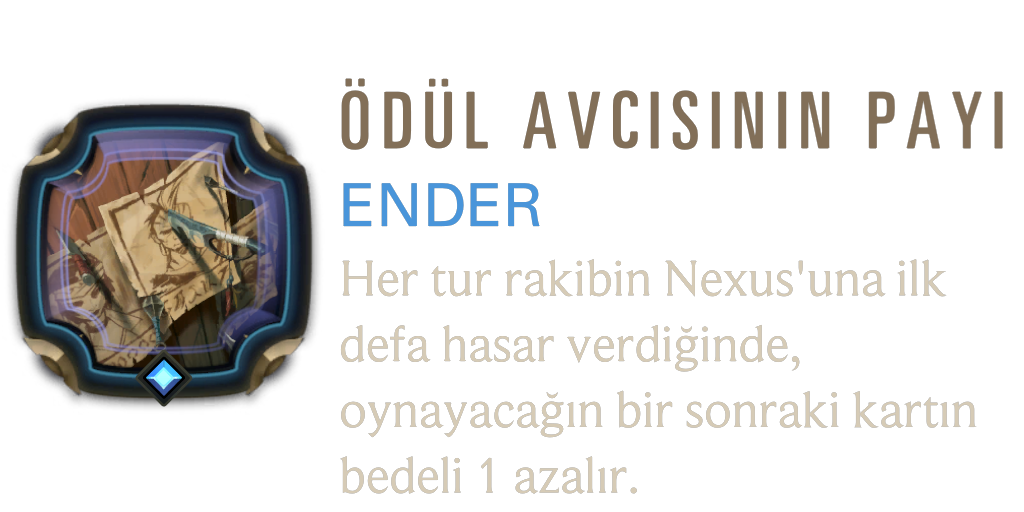 ÖDÜL AVCISININ PAYI
ENDER
Her tur rakibin Nexus'una ilk
defa hasar verdiğinde,
oynayacağın bir sonraki kartın
bedeli 1 azalır.